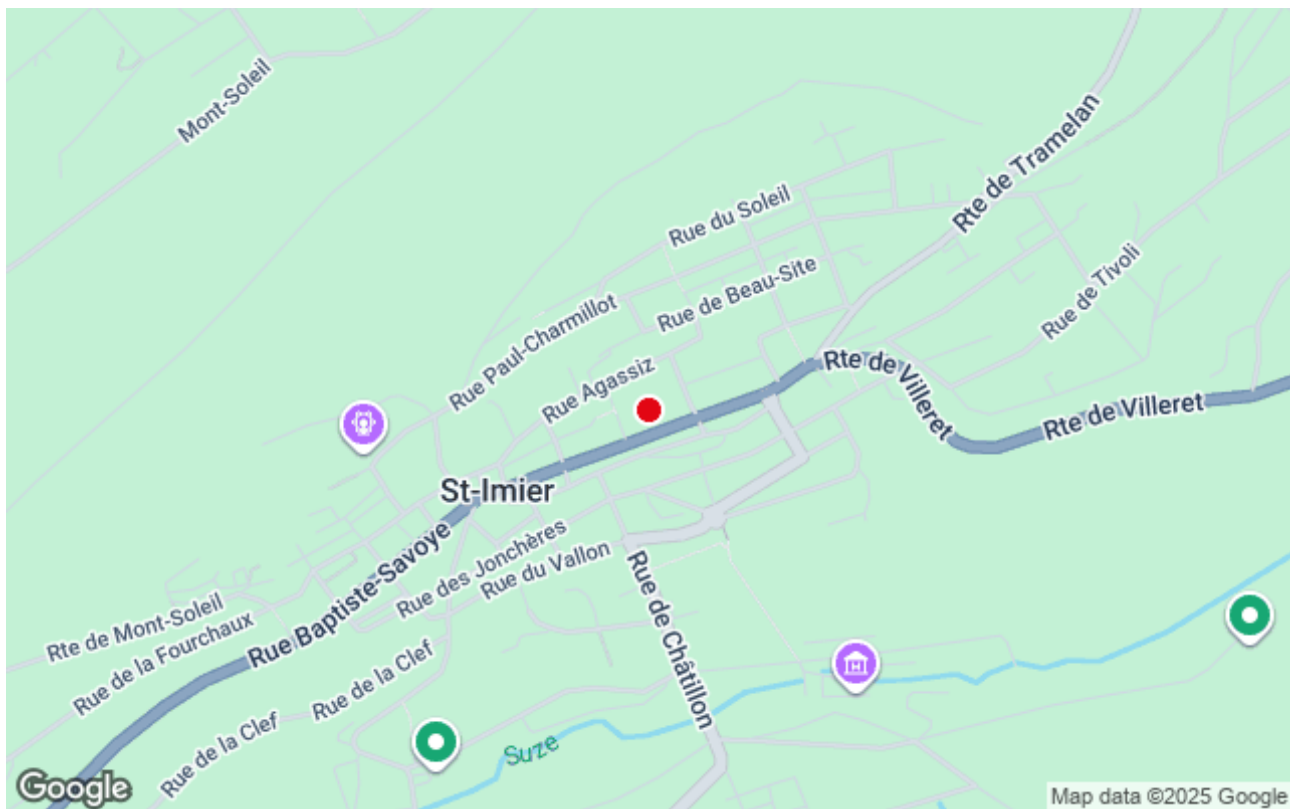 Mont-Soleil
Rte de Tramelan
Rue du Soleil
Rue de Tivoli
Rue de Beau-Site
Rue Paul-Charmillot
Rue Agassiz
Rte de Villeret
Rte de Villeret
St-Imier
Rue des Jonchères
Rue du Vallon
Rue Baptiste-Savoye
Rte de Mont-Soleil
Rue de la Fourchaux
Rue de Châtillon
Rue de la Clef
Rue de la Clef
Suze
Google
Map data ©2025 Google